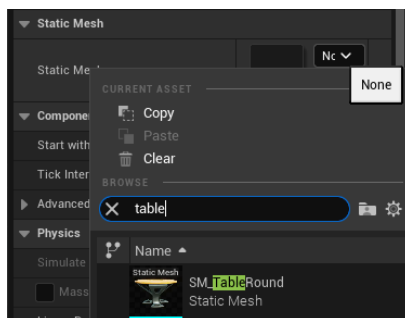 Static Mesh
Static Me
Nc
None
CURRENT ASSET
Copy
Paste
Clear
BROWSE
table
Compone
Start with
Tick Inter
Advanced
Physics
Simulate
Mass
Name
Static Mesh
SM_TableRound
Static Mesh